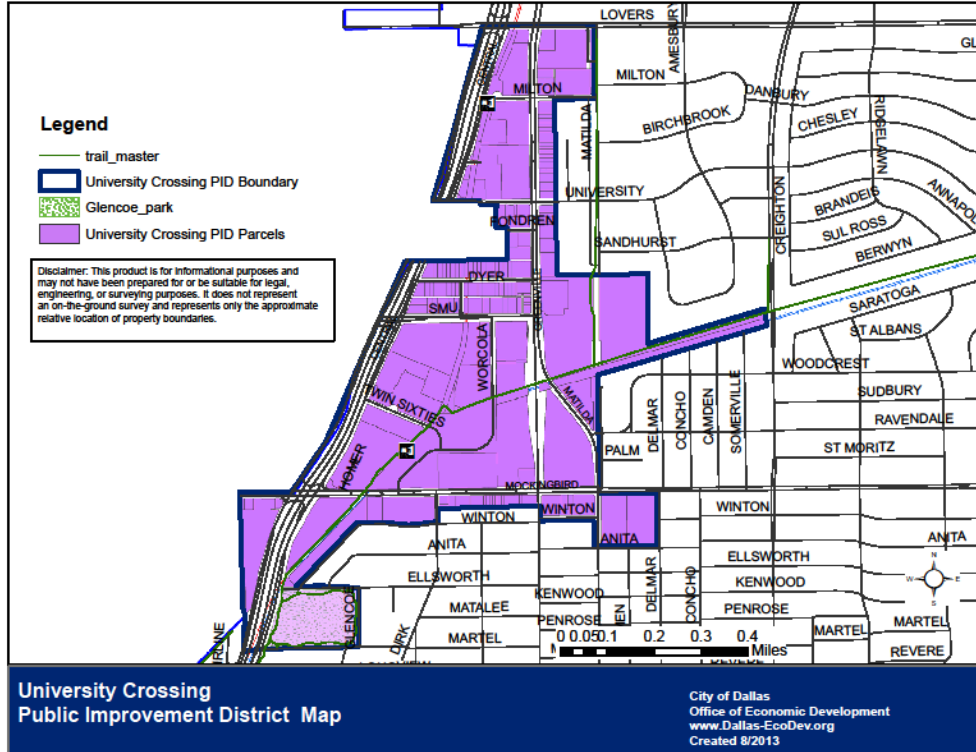 LOVERS
AMESBURY
GL
CENTRAL
MILTON
MILTON
DANBURY
BIRCHBROOK
CHESLEY
RIDGELAWN
MATILDA
Legend
trail_master
University Crossing PID Boundary
Glencoe_park
University Crossing PID Parcels
UNIVERSITY
CREIGHTON
BRANDEIS
ANNAPOL
FONDREN
SUL ROSS
SANDHURST
BERWYN
Disclaimer: This product is for informational purposes and
may not have been prepared for or be suitable for legal,
engineering, or surveying purposes. It does not represent
an on-the-ground survey and represents only the approximate
relative location of property boundaries.
DYER
GREENVILLE
SMU
SARATOGA
ST ALBANS
WORCOLA
WOODCREST
TWIN SIXTIES
MATILDA
SUDBURY
DELMAR
CONCHO
CAMDEN
SOMERVILLE
RAVENDALE
PALM
ST MORITZ
HOMER
MOCKINGBIRD
WINTON
WINTON
WINTON
ANITA
ANITA
ANITA
N
W
E
S
ELLSWORTH
ELLSWORTH
KENWOOD
KENWOOD
DELMAR
CONCHO
GLENCOE
MATALEE
PENROSE
PENROSE
DIRK
MARTEL
MARTEL
MARTEL
REVERE
0 0.05 0.1 0.2 0.3 0.4
Miles
University Crossing
Public Improvement District Map
City of Dallas
Office of Economic Development
www.Dallas-EcoDev.org
Created 8/2013